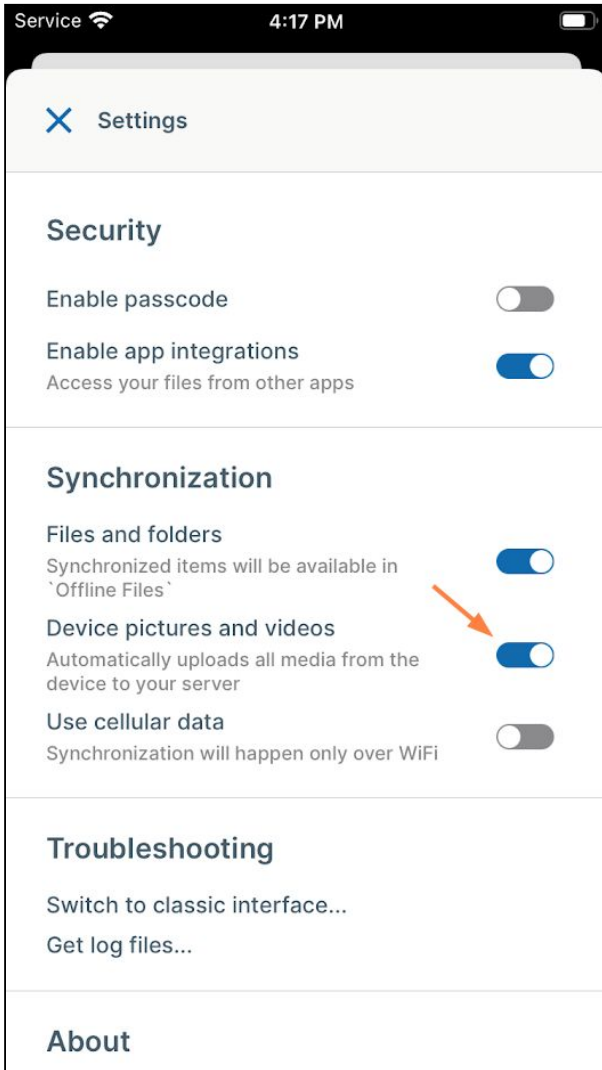 Service 4:17 PM
Settings
Security
Enable passcode
Enable app integrations
Access your files from other apps
Synchronization
Files and folders
Synchronized items will be available in
`Offline Files`
Device pictures and videos
Automatically uploads all media from the
device to your server
Use cellular data
Synchronization will happen only over WiFi
Troubleshooting
Switch to classic interface...
Get log files...
About